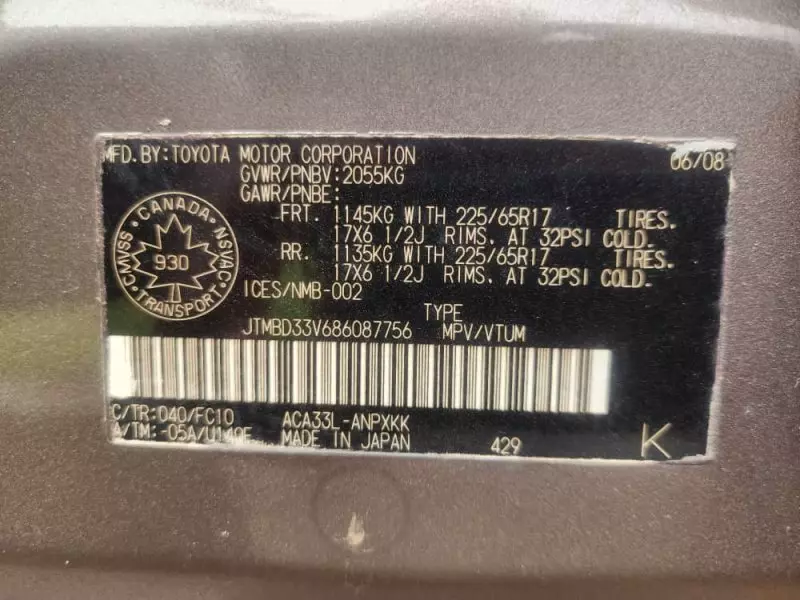 MFD.BY:TOYOTA MOTOR CORPORATION 06/08
GVWR/PNBV:2055KG
GAWR/PNBE:
FRT. 1145KG WITH 225/65R17 TIRES.
17X6 1/2J RIMS. AT 32PSI COLD.
RR. 1135KG WITH 225/65R17 TIRES.
17X6 1/2J RIMS. AT 32PSI COLD.
CANADA
CMVSS 930 NSVAC
TRANSPORT
ICES/NMB-002
TYPE
JTMBD33V686087756 MPV/VTUM
C/TR:040/FC10 ACA33L-ANPXKK
A/TM:-05A/U140F MADE IN JAPAN 429 K